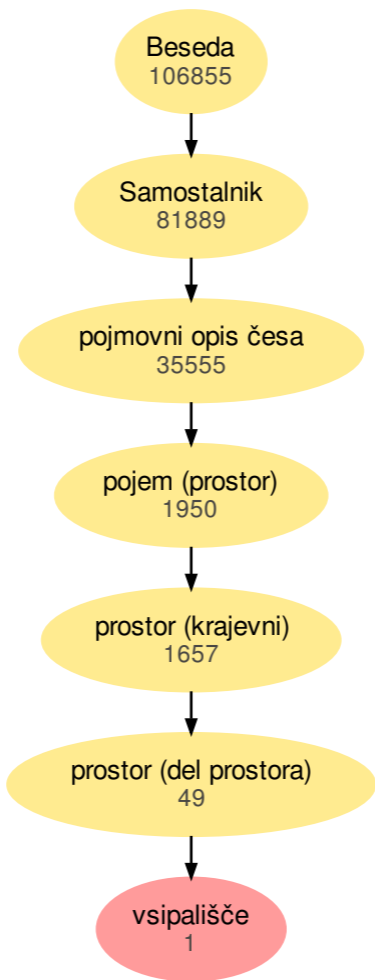 Beseda
106855
Samostalnik
81889
pojmovni opis česa
35555
pojem (prostor)
1950
prostor (krajevni)
1657
prostor (del prostora)
49
vsipališče
1